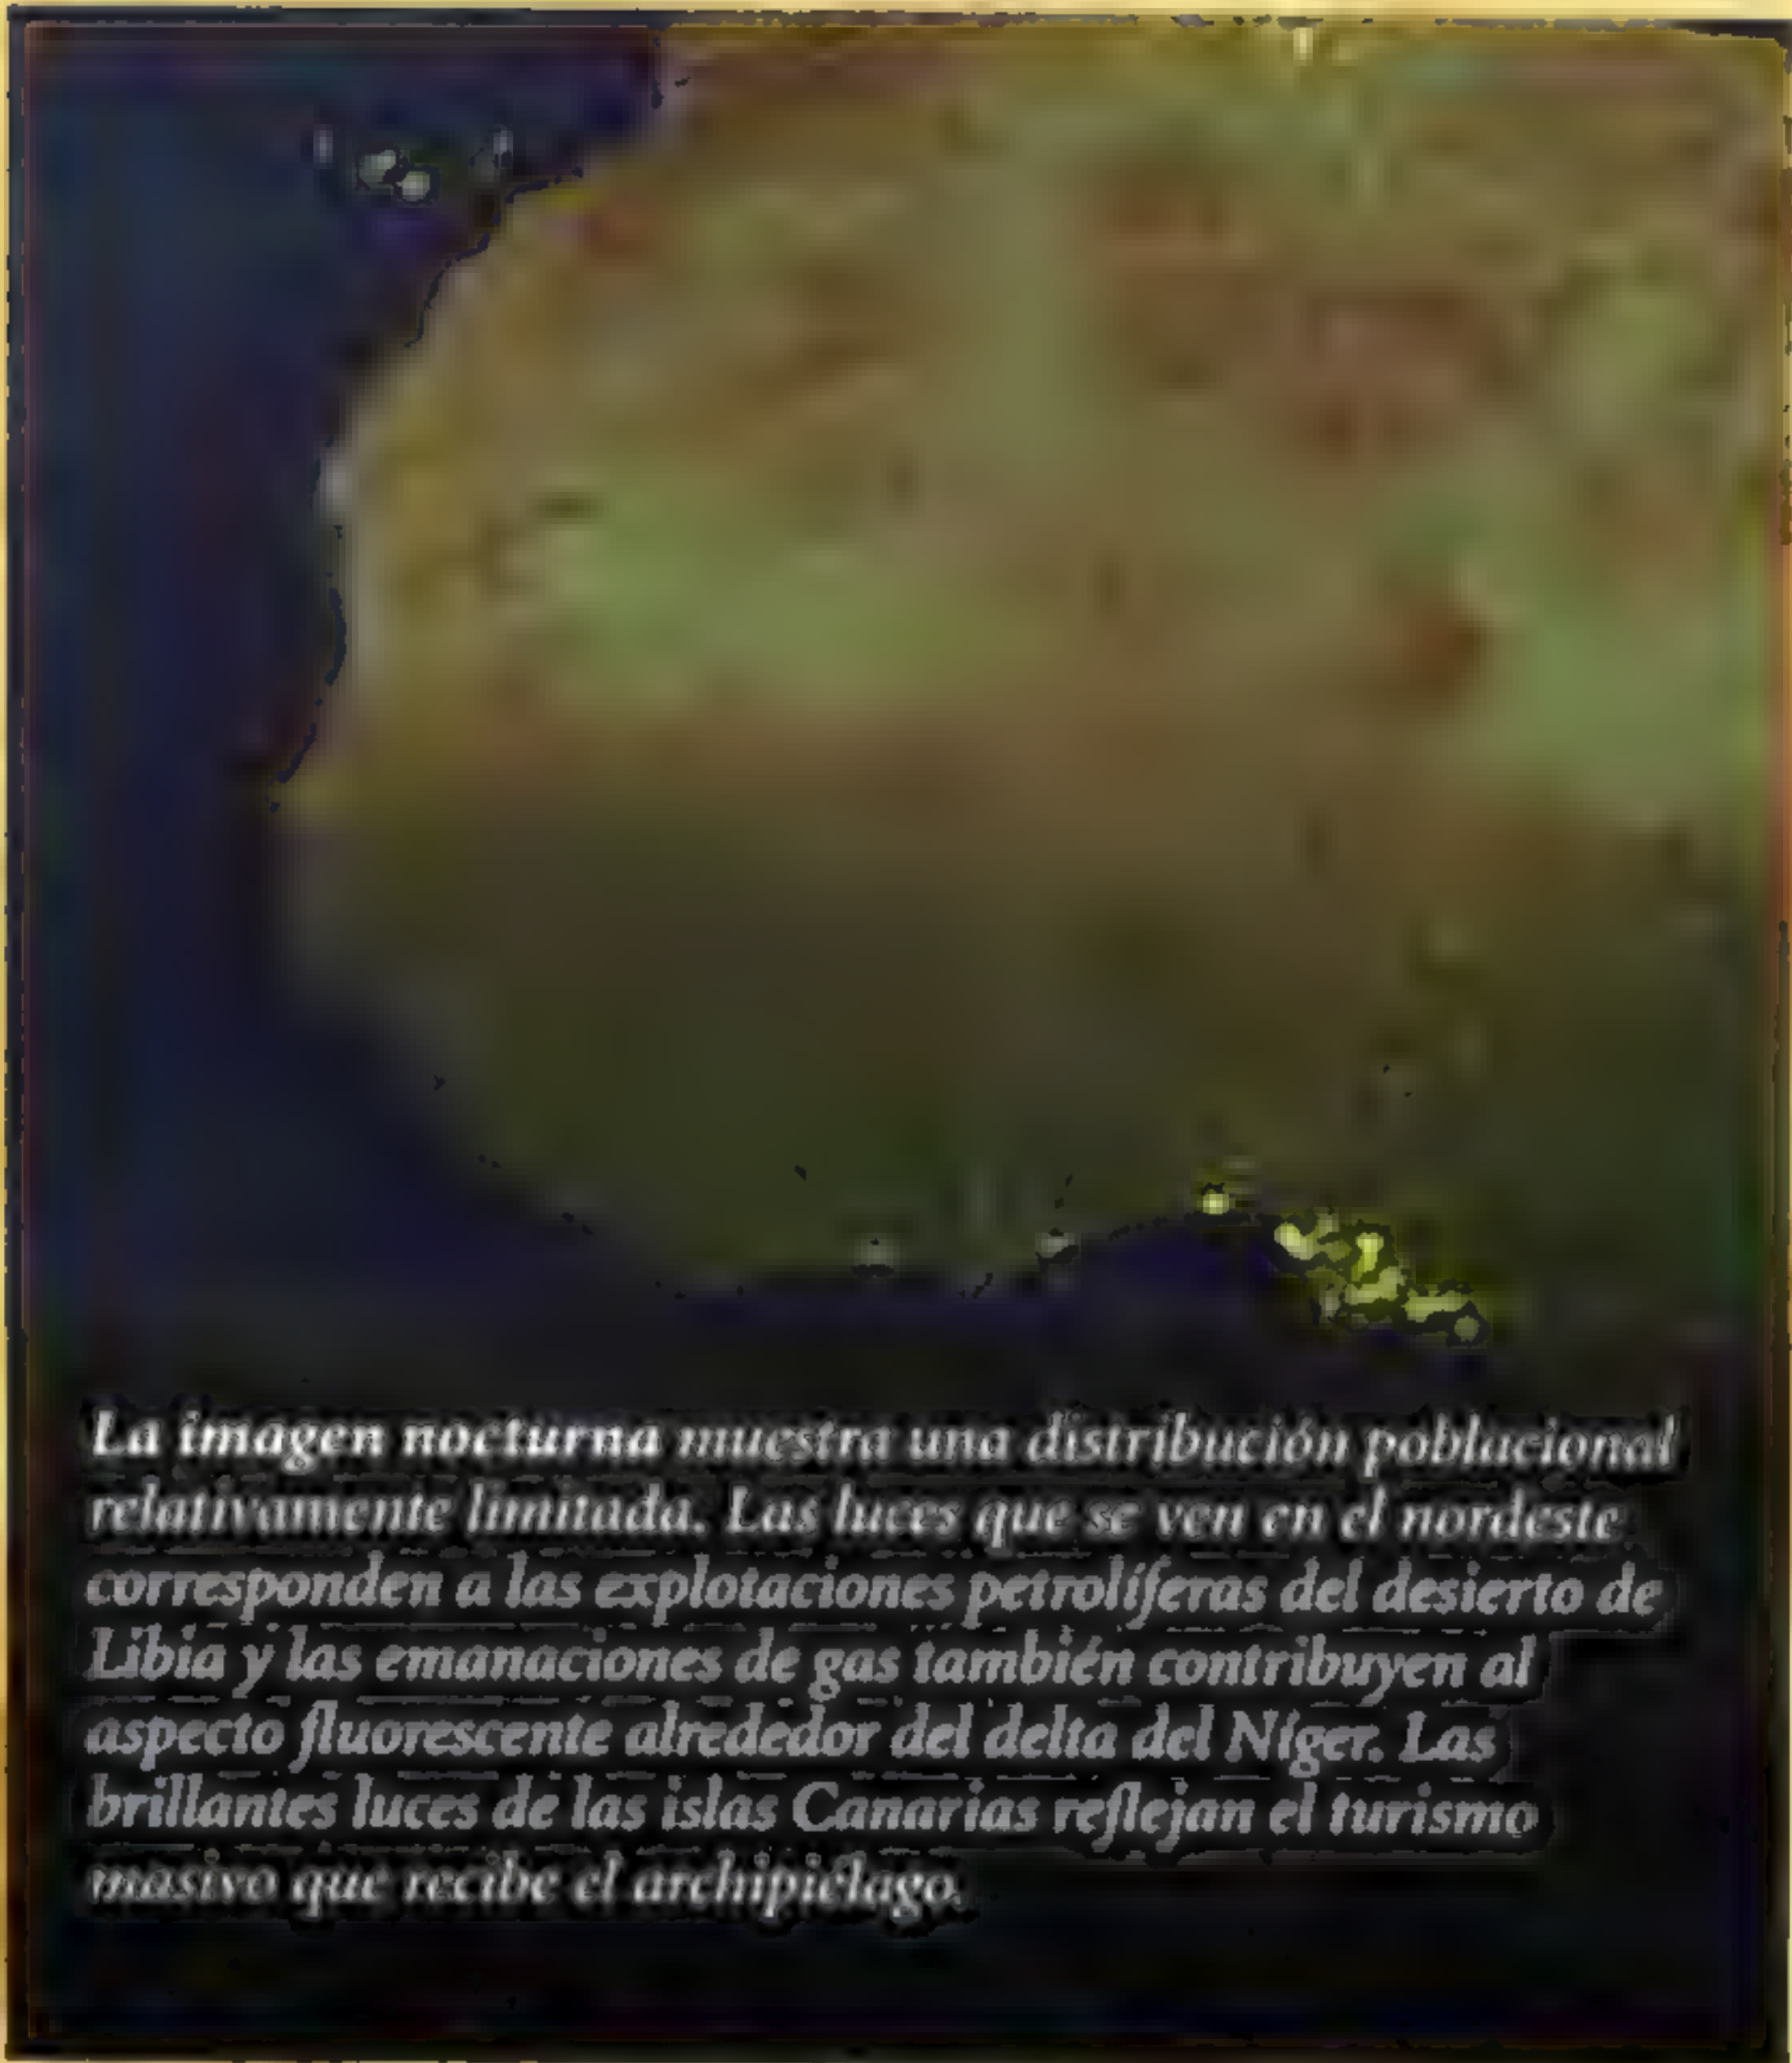 La imagen nocturna muestra una distribución poblacional
relativamente limitada. Las luces que se ven en el nordeste
corresponden a las explotaciones petrolíferas del desierto de
Libia y las emanaciones de gas también contribuyen al
aspecto fluorescente alrededor del delta del Níger. Las
brillantes luces de las islas Canarias reflejan el turismo
masivo que recibe el archipiélago.